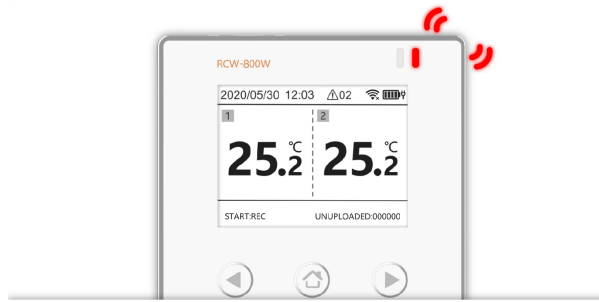 RCW-800W
2020/05/30 12:03 ⚠02
1 2
25.2℃ 25.2℃
START:REC UNUPLOADED:000000